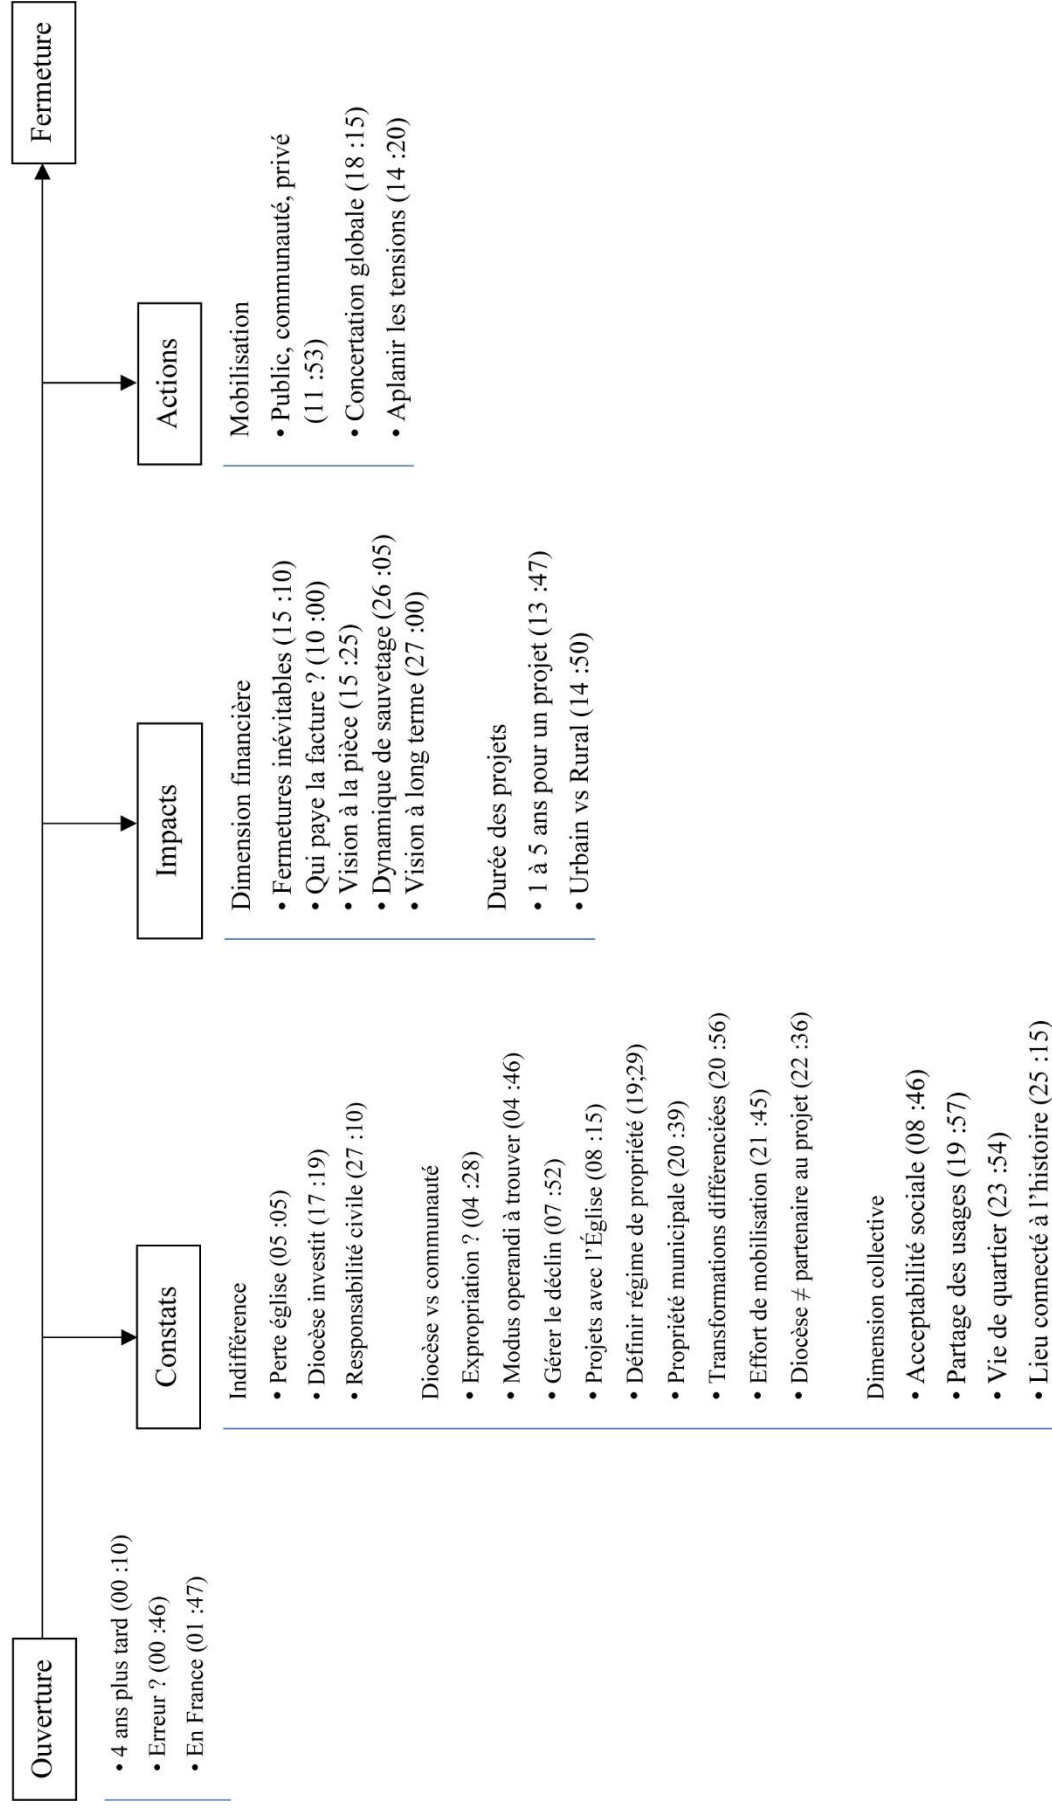 Ouverture
• 4 ans plus tard (00 :10)
• Erreur ? (00 :46)
• En France (01 :47)
Constats
Indifférence
• Perte église (05 :05)
• Diocèse investit (17 :19)
• Responsabilité civile (27 :10)
Diocèse vs communauté
• Expropriation ? (04 :28)
• Modus operandi à trouver (04 :46)
• Gérer le déclin (07 :52)
• Projets avec l’Église (08 :15)
• Définir régime de propriété (19;29)
• Propriété municipale (20 :39)
• Transformations différenciées (20 :56)
• Effort de mobilisation (21 :45)
• Diocèse ≠ partenaire au projet (22 :36)
Dimension collective
• Acceptabilité sociale (08 :46)
• Partage des usages (19 :57)
• Vie de quartier (23 :54)
• Lieu connecté à l’histoire (25 :15)
Impacts
Dimension financière
• Fermetures inévitables (15 :10)
• Qui paye la facture ? (10 :00)
• Vision à la pièce (15 :25)
• Dynamique de sauvetage (26 :05)
• Vision à long terme (27 :00)
Durée des projets
• 1 à 5 ans pour un projet (13 :47)
• Urbain vs Rural (14 :50)
Actions
Mobilisation
• Public, communauté, privé
(11 :53)
• Concertation globale (18 :15)
• Aplanir les tensions (14 :20)
Fermeture